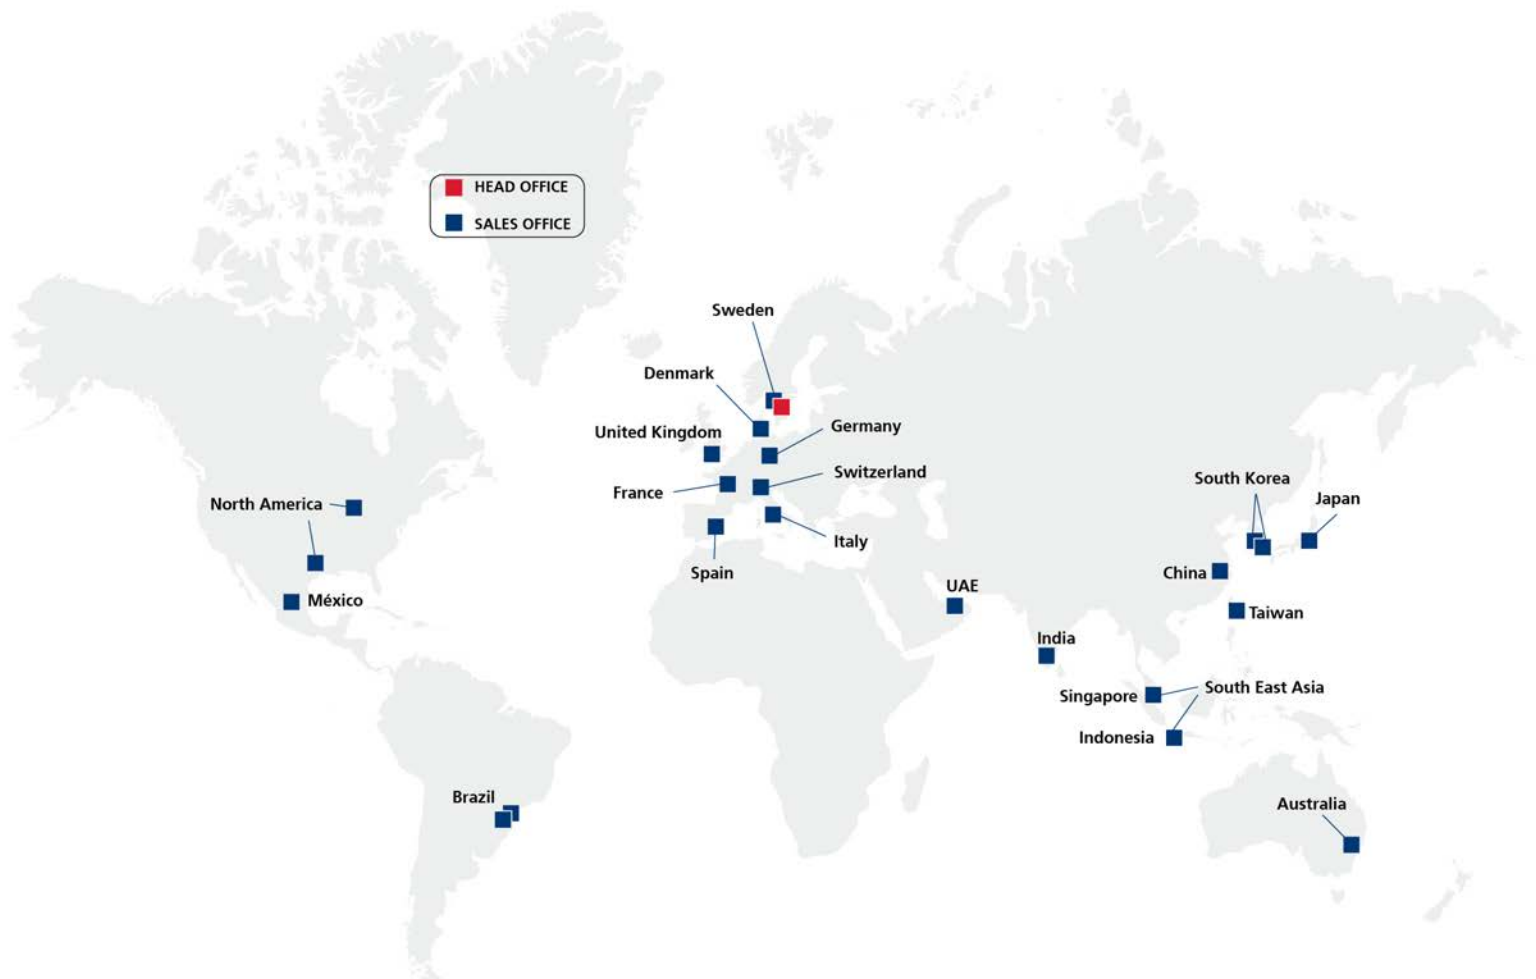 HEAD OFFICE
SALES OFFICE
Sweden
Denmark
Germany
United Kingdom
Switzerland
France
Italy
Spain
North America
México
Brazil
UAE
India
South Korea
Japan
China
Taiwan
Singapore
South East Asia
Indonesia
Australia